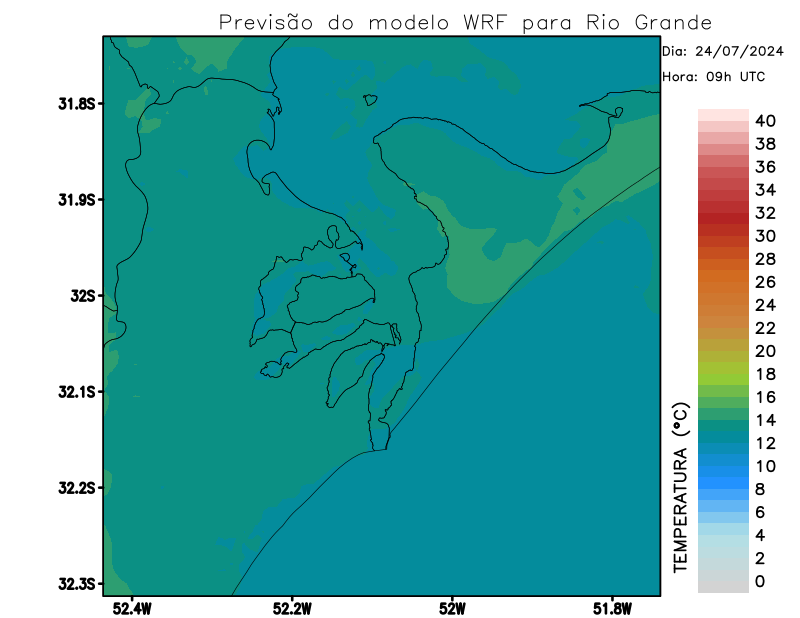 Previsão do modelo WRF para Rio Grande
Dia: 24/07/2024
Hora: 09h UTC
31.8S
31.9S
32S
32.1S
32.2S
32.3S
52.4W 52.2W 52W 51.8W
TEMPERATURA (°C)
40
38
36
34
32
30
28
26
24
22
20
18
16
14
12
10
8
6
4
2
0